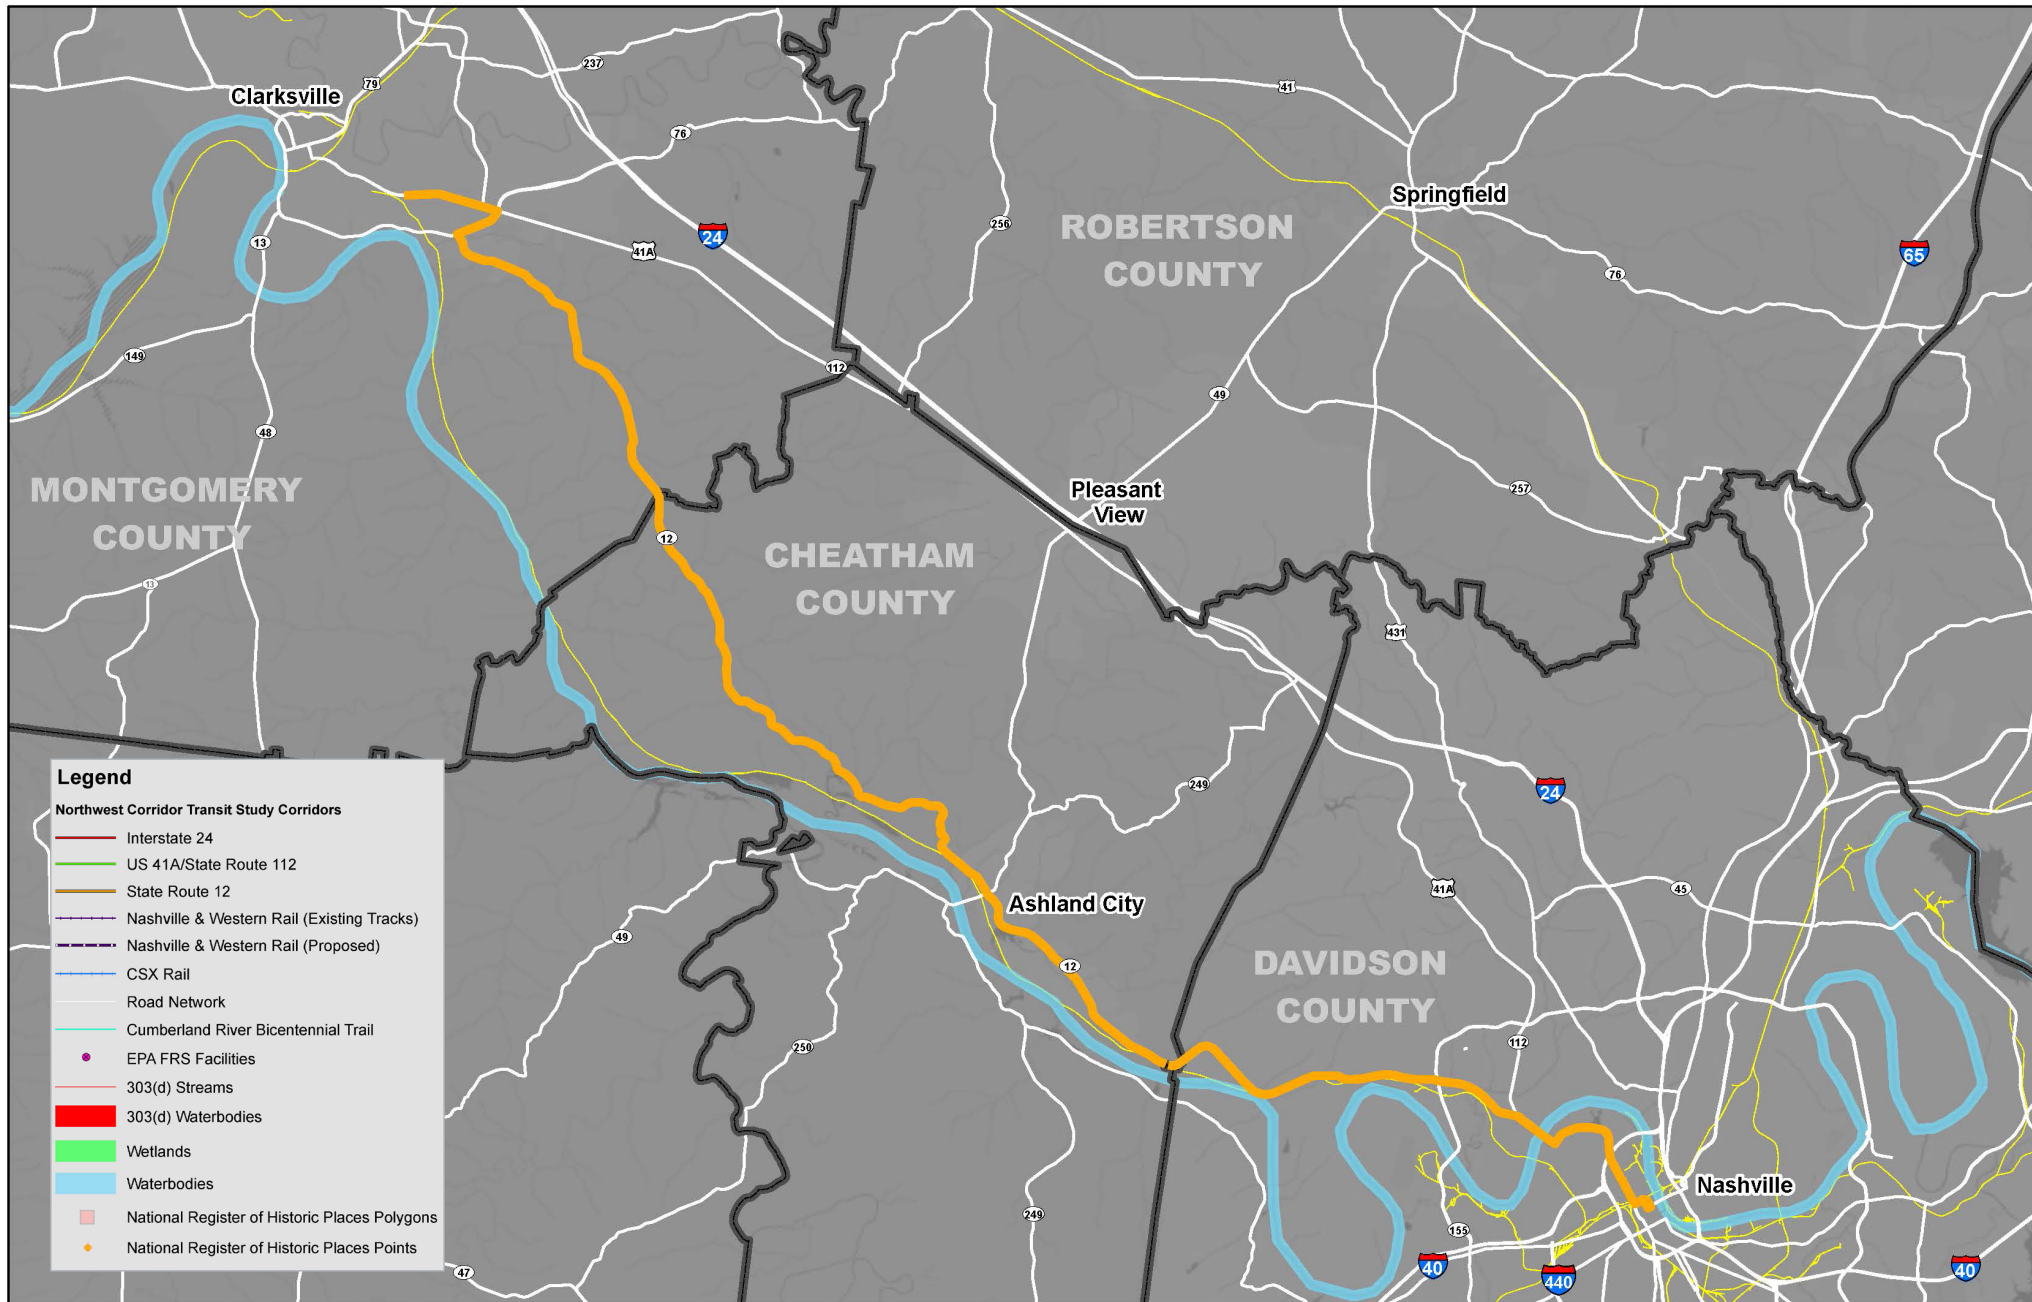 237
41
79
Clarksville
76
Springfield
256
ROBERTSON
COUNTY
13
41A
24
65
76
149
112
49
48
MONTGOMERY
COUNTY
Pleasant
View
257
12
CHEATHAM
COUNTY
13
431
249
24
41A
45
Ashland City
49
12
DAVIDSON
COUNTY
250
112
Nashville
249
155
40
440
40
47
Legend
Northwest Corridor Transit Study Corridors
Interstate 24
US 41A/State Route 112
State Route 12
Nashville & Western Rail (Existing Tracks)
Nashville & Western Rail (Proposed)
CSX Rail
Road Network
Cumberland River Bicentennial Trail
EPA FRS Facilities
303(d) Streams
303(d) Waterbodies
Wetlands
Waterbodies
National Register of Historic Places Polygons
National Register of Historic Places Points